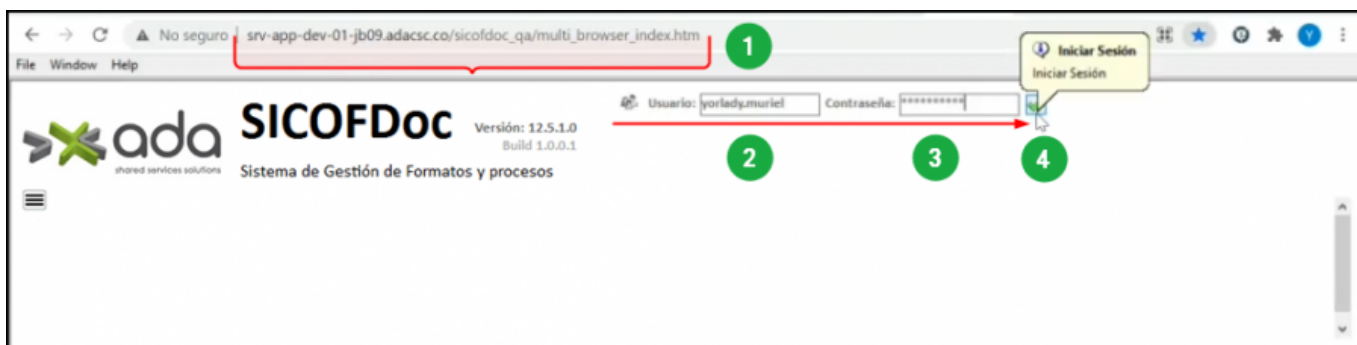 No seguro | srv-app-dev-01-jb09.adacsc.co/sicofdoc_qa/multi_browser_index.htm
1
Y
File Window Help
Iniciar Sesión
Iniciar Sesión
Usuario: yorlady.muriel Contraseña: **********
ada
shared services solutions
SICOFDoc
Versión: 12.5.1.0
Build 1.0.0.1
Sistema de Gestión de Formatos y procesos
2
3
4